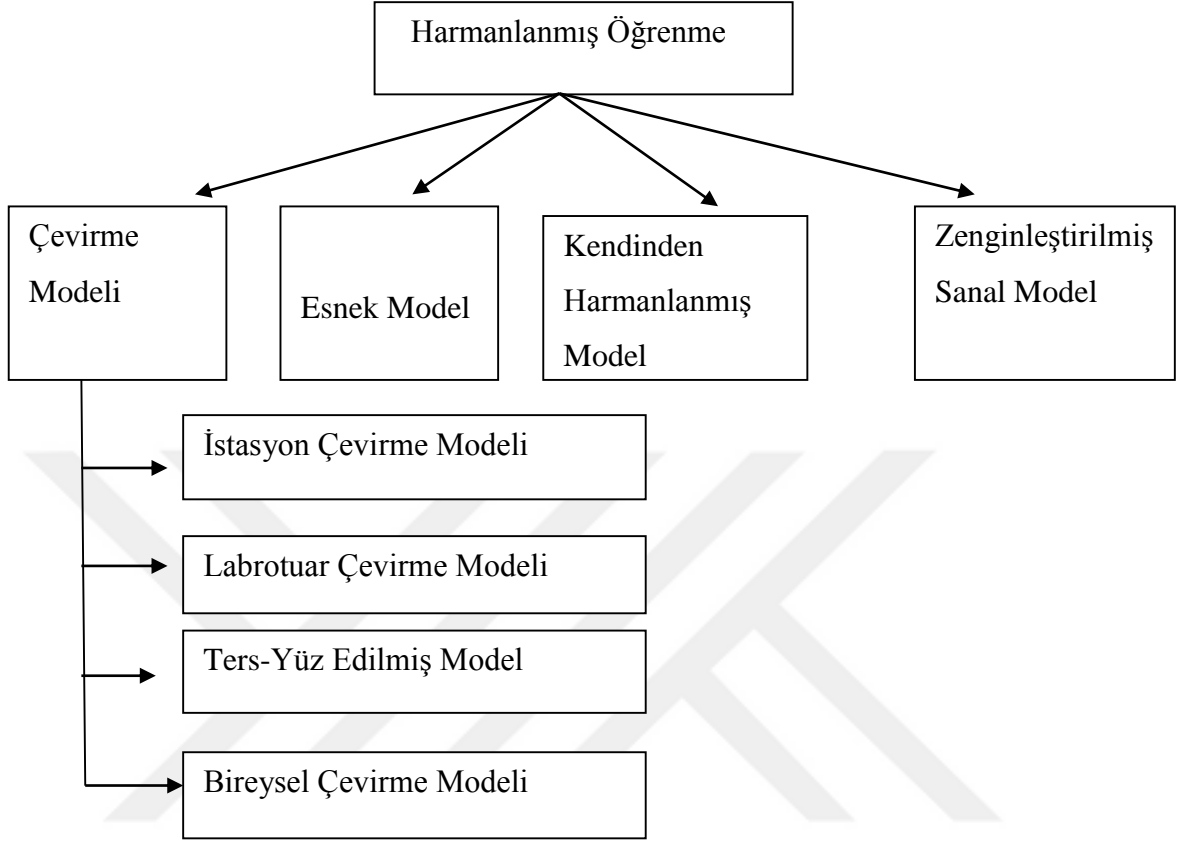 Harmanlanmış Öğrenme
Çevirme
Modeli
Esnek Model
Kendinden
Harmanlanmış
Model
Zenginleştirilmiş
Sanal Model
İstasyon Çevirme Modeli
Labrotuar Çevirme Modeli
Ters-Yüz Edilmiş Model
Bireysel Çevirme Modeli